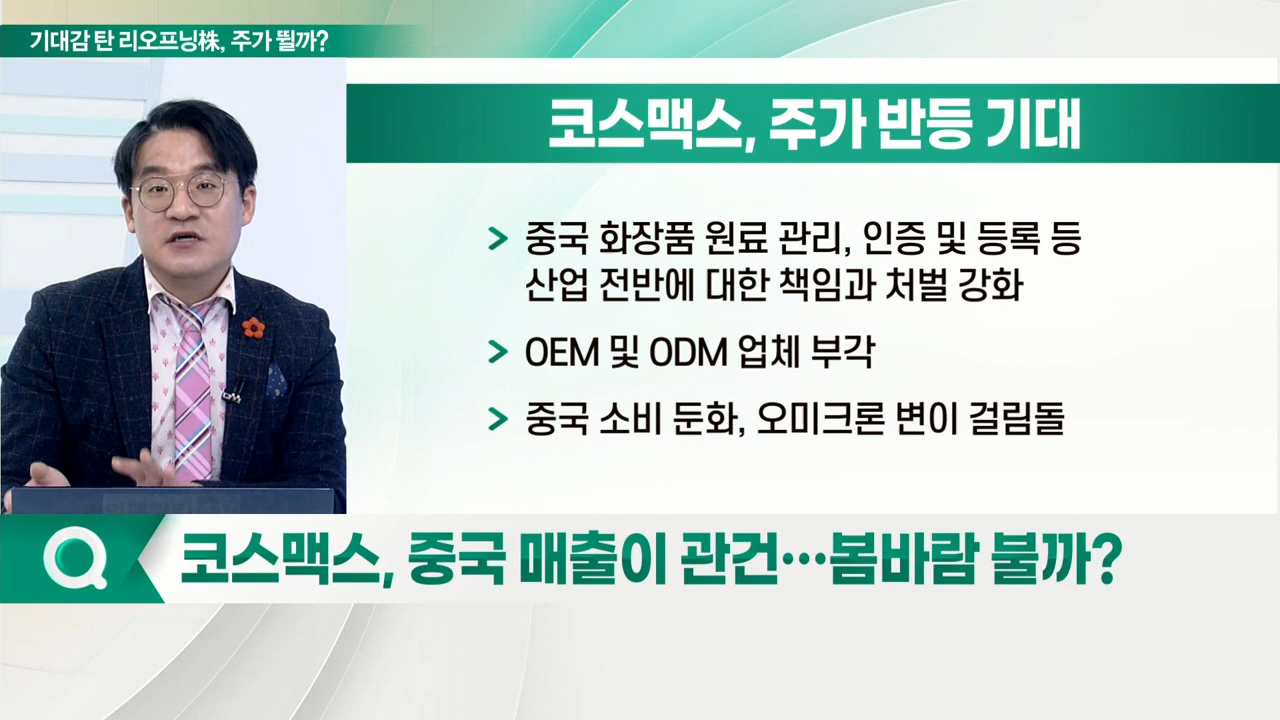 기대감 탄 리오프닝株, 주가 뛸까?
코스맥스, 주가 반등 기대
> 중국 화장품 원료 관리, 인증 및 등록 등
산업 전반에 대한 책임과 처벌 강화
> OEM 및 ODM 업체 부각
> 중국 소비 둔화, 오미크론 변이 걸림돌
Q 코스맥스, 중국 매출이 관건…봄바람 불까?